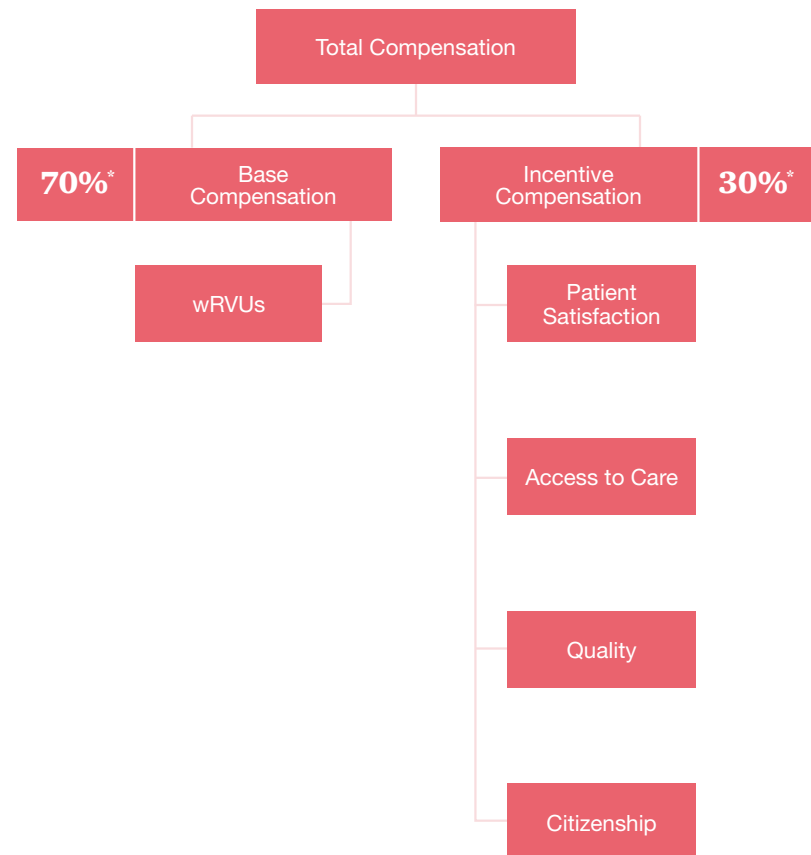 Total Compensation
70%*
Base
Compensation
Incentive
Compensation
30%*
wRVUs
Patient
Satisfaction
Access to Care
Quality
Citizenship